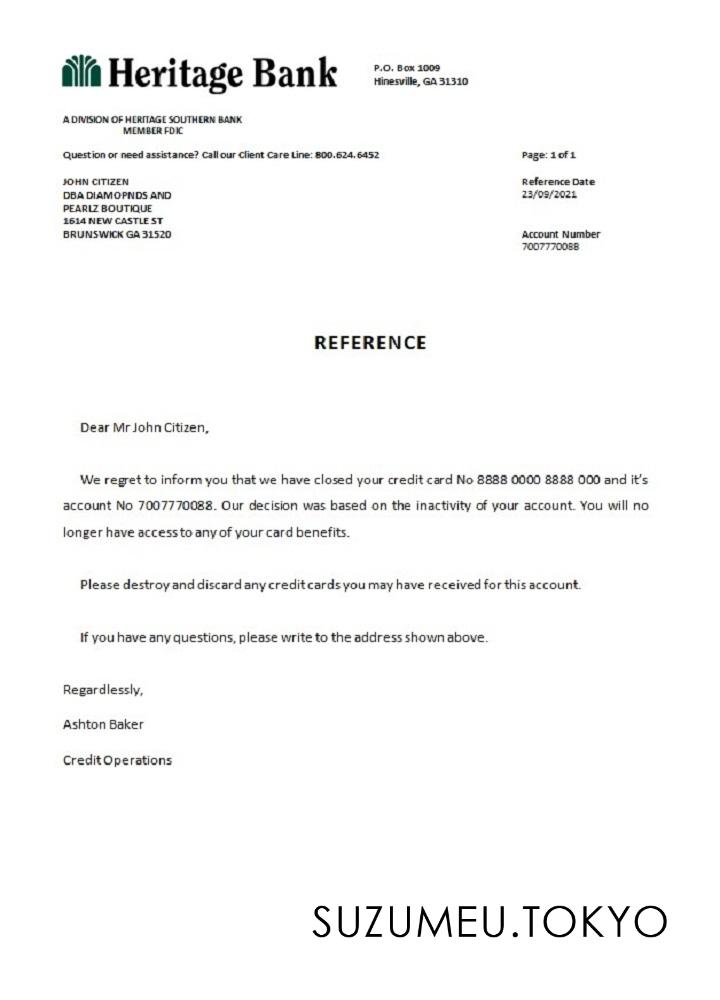 Heritage Bank
P.O. Box 1009
Hinesville, GA 31310
A DIVISION OF HERITAGE SOUTHERN BANK
MEMBER FDIC
Question or need assistance? Call our Client Care Line: 800.624.6452
Page: 1 of 1
JOHN CITIZEN
DBA DIAMOPNDS AND
PEARLZ BOUTIQUE
1614 NEW CASTLE ST
BRUNSWICK GA 31520
Reference Date
23/09/2021
Account Number
7007770088
REFERENCE
Dear Mr John Citizen,
We regret to inform you that we have closed your credit card No 8888 0000 8888 000 and it's
account No 7007770088. Our decision was based on the inactivity of your account. You will no
longer have access to any of your card benefits.
Please destroy and discard any credit cards you may have received for this account.
If you have any questions, please write to the address shown above.
Regardlessly,
Ashton Baker
Credit Operations
SUZUMEU.TOKYO